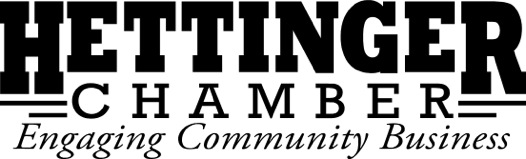 HETTINGER
CHAMBER
Engaging Community Business